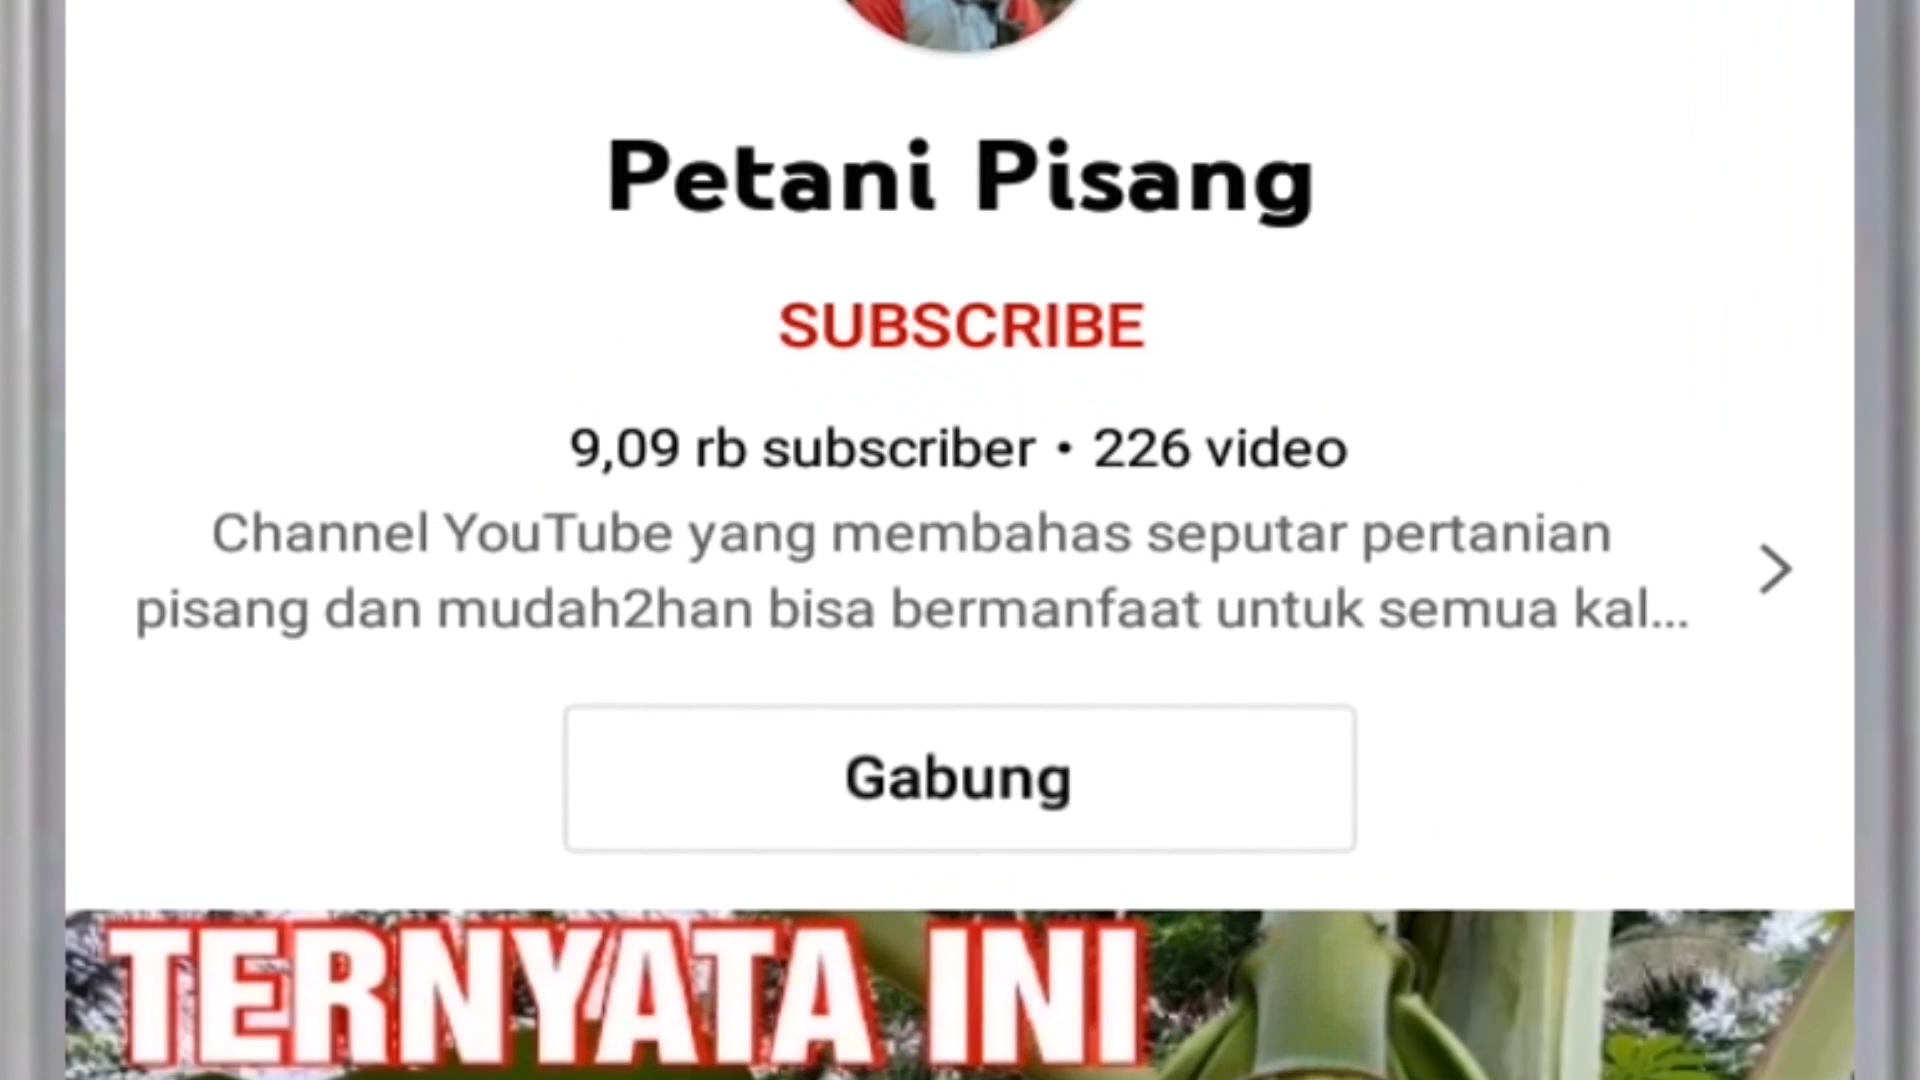 Petani Pisang
SUBSCRIBE
9,09 rb subscriber • 226 video
Channel YouTube yang membahas seputar pertanian
pisang dan mudah2han bisa bermanfaat untuk semua kal...
Gabung
TERNYATA INI